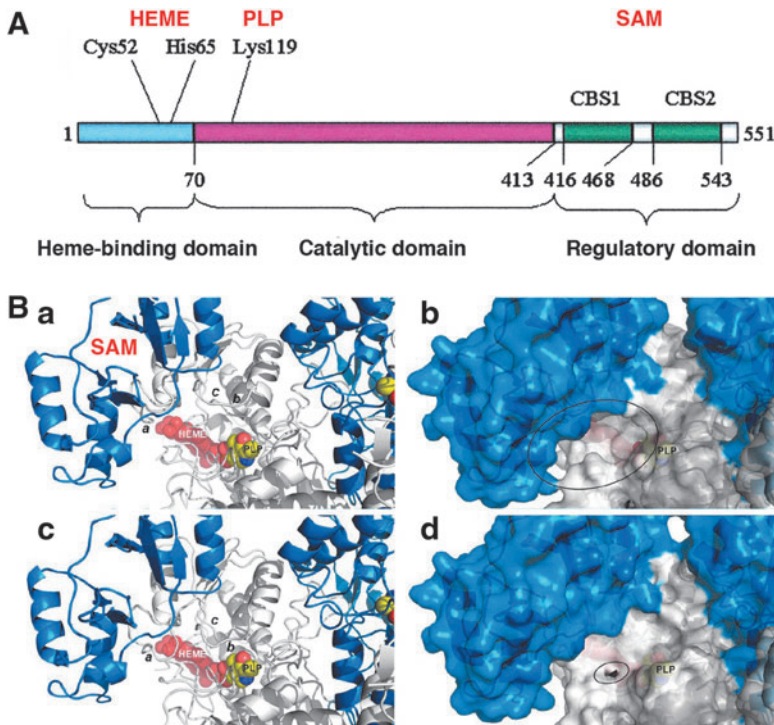 A
HEME PLP SAM
Cys52 His65 Lys119
CBS1 CBS2
1 551
70 413 416 468 486 543
Heme-binding domain Catalytic domain Regulatory domain
B a b
SAM
c b
a HEME PLP PLP
c d
c
b
a HEME PLP PLP